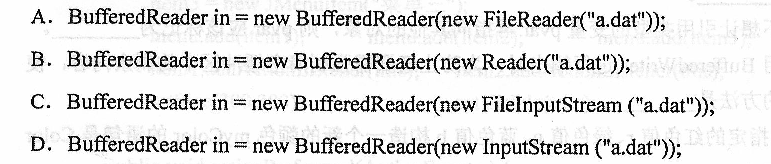 A. BufferedReader in = new BufferedReader(new FileReader("a.dat"));
B. BufferedReader in = new BufferedReader(new Reader("a.dat"));
C. BufferedReader in = new BufferedReader(new FileInputStream ("a.dat"));
D. BufferedReader in = new BufferedReader(new InputStream ("a.dat"));